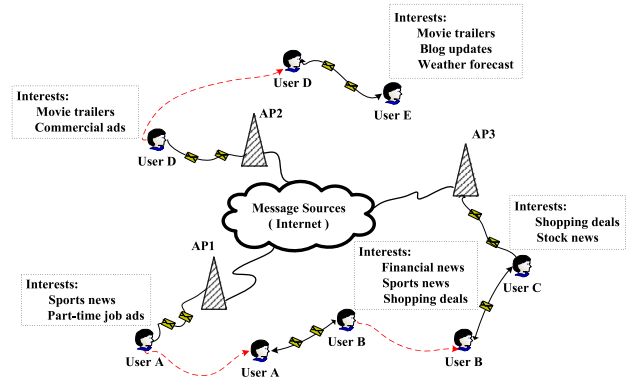 Interests:
Movie trailers
Blog updates
Weather forecast
User D
User E
Interests:
Movie trailers
Commercial ads
AP2
User D
AP3
Message Sources
( Internet )
Interests:
Shopping deals
Stock news
AP1
Interests:
Financial news
Sports news
Shopping deals
User C
Interests:
Sports news
Part-time job ads
User B
User B
User A
User A